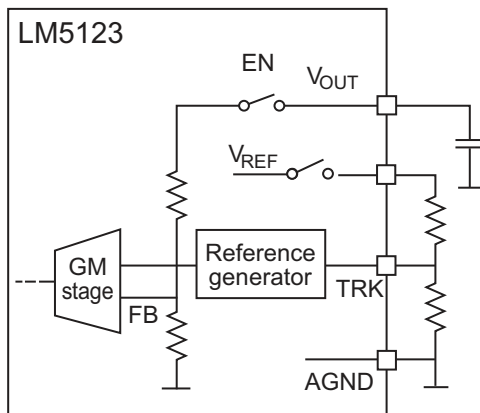 LM5123
EN
VOUT
VREF
GM
stage
FB
Reference
generator
TRK
AGND